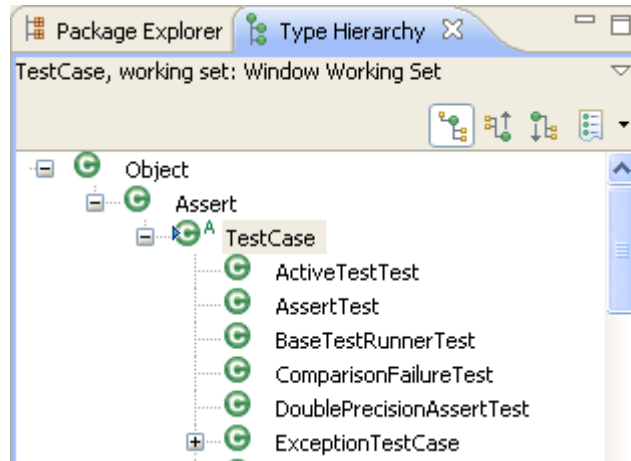 Package Explorer Type Hierarchy
TestCase, working set: Window Working Set
C Object
C Assert
C A TestCase
C ActiveTestTest
C AssertTest
C BaseTestRunnerTest
C ComparisonFailureTest
C DoublePrecisionAssertTest
C ExceptionTestCase